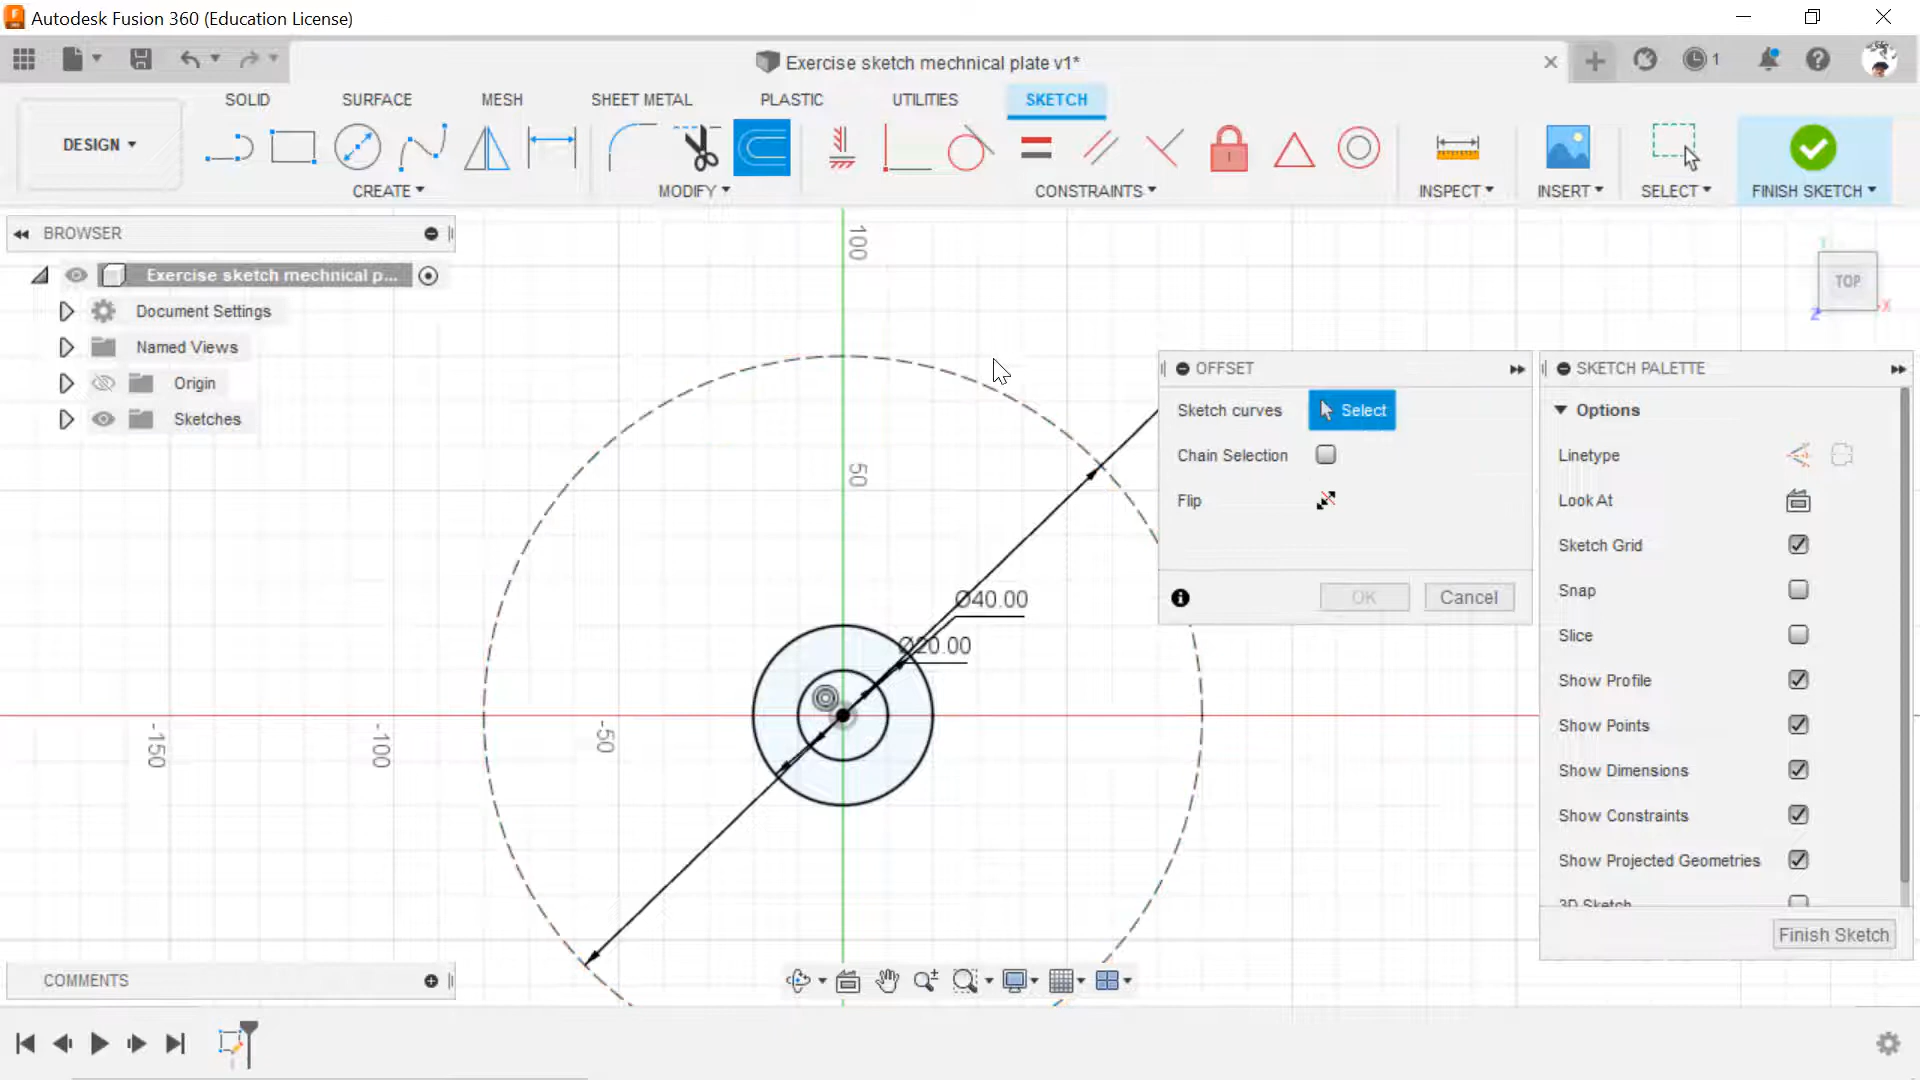 Autodesk Fusion 360 (Education License)
Exercise sketch mechnical plate v1*
1
SOLID
SURFACE
MESH
SHEET METAL
PLASTIC
UTILITIES
SKETCH
DESIGN
CREATE
MODIFY
CONSTRAINTS
INSPECT
INSERT
SELECT
FINISH SKETCH
BROWSER
Exercise sketch mechnical p...
Document Settings
Named Views
Origin
Sketches
100
50
-50
-100
-150
Ø40.00
Ø20.00
TOP
Y
X
Z
OFFSET
Sketch curves
Select
Chain Selection
Flip
OK
Cancel
SKETCH PALETTE
Options
Linetype
Look At
Sketch Grid
Snap
Slice
Show Profile
Show Points
Show Dimensions
Show Constraints
Show Projected Geometries
3D Sketch
Finish Sketch
COMMENTS